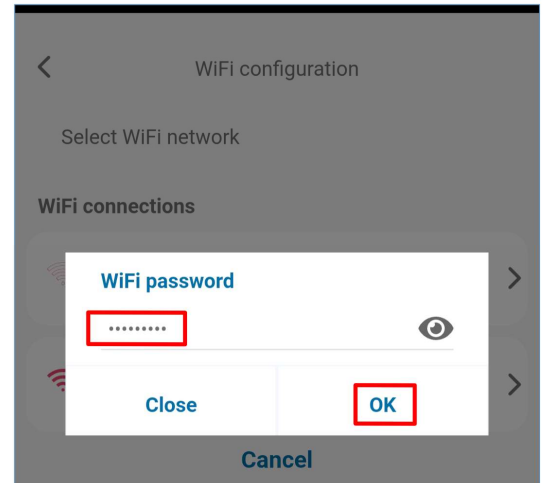 WiFi configuration
Select WiFi network
WiFi connections
WiFi password
•••••••••
Close OK
Cancel